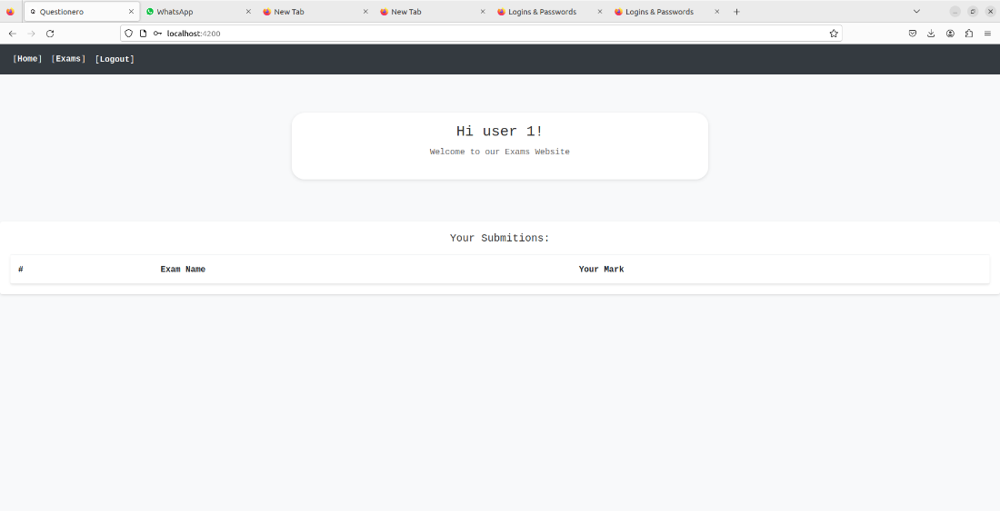 Questionero
WhatsApp
New Tab
New Tab
Logins & Passwords
Logins & Passwords
localhost:4200
[Home] [Exams] [Logout]
Hi user 1!
Welcome to our Exams Website
Your Submitions:
# Exam Name Your Mark